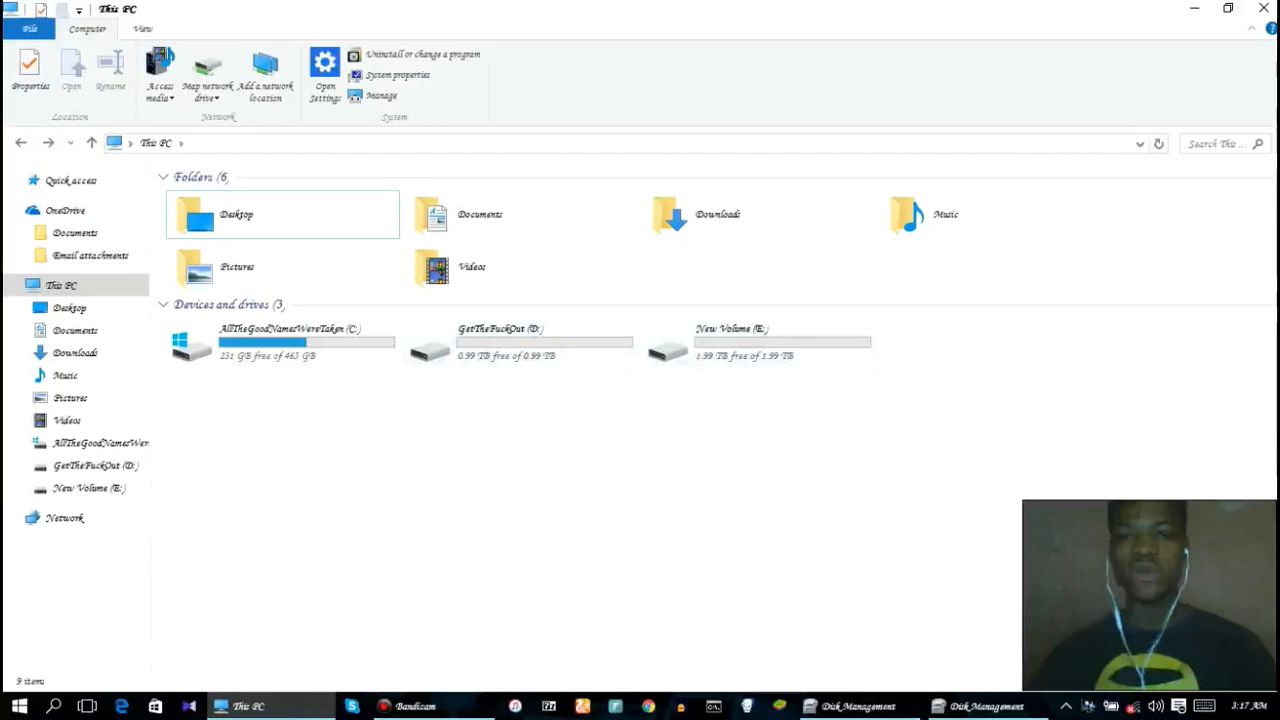 This PC
File Computer View
Properties Open Rename Access media Map network drive Add a network location Open Settings Uninstall or change a program
System properties
Manage
Location Network System
This PC Search This ...
Quick access
OneDrive
Documents
Email attachments
This PC
Desktop
Documents
Downloads
Music
Pictures
Videos
AllTheGoodNamesWer
GetTheFuckOut (D:)
New Volume (E:)
Network
Folders (6)
Desktop Documents Downloads Music
Pictures Videos
Devices and drives (3)
AllTheGoodNamesWereTaken (C:) GetTheFuckOut (D:) New Volume (E:)
231 GB free of 463 GB 0.99 TB free of 0.99 TB 1.99 TB free of 1.99 TB
9 items
This PC Bandicam Disk Management Disk Management 3:17 AM